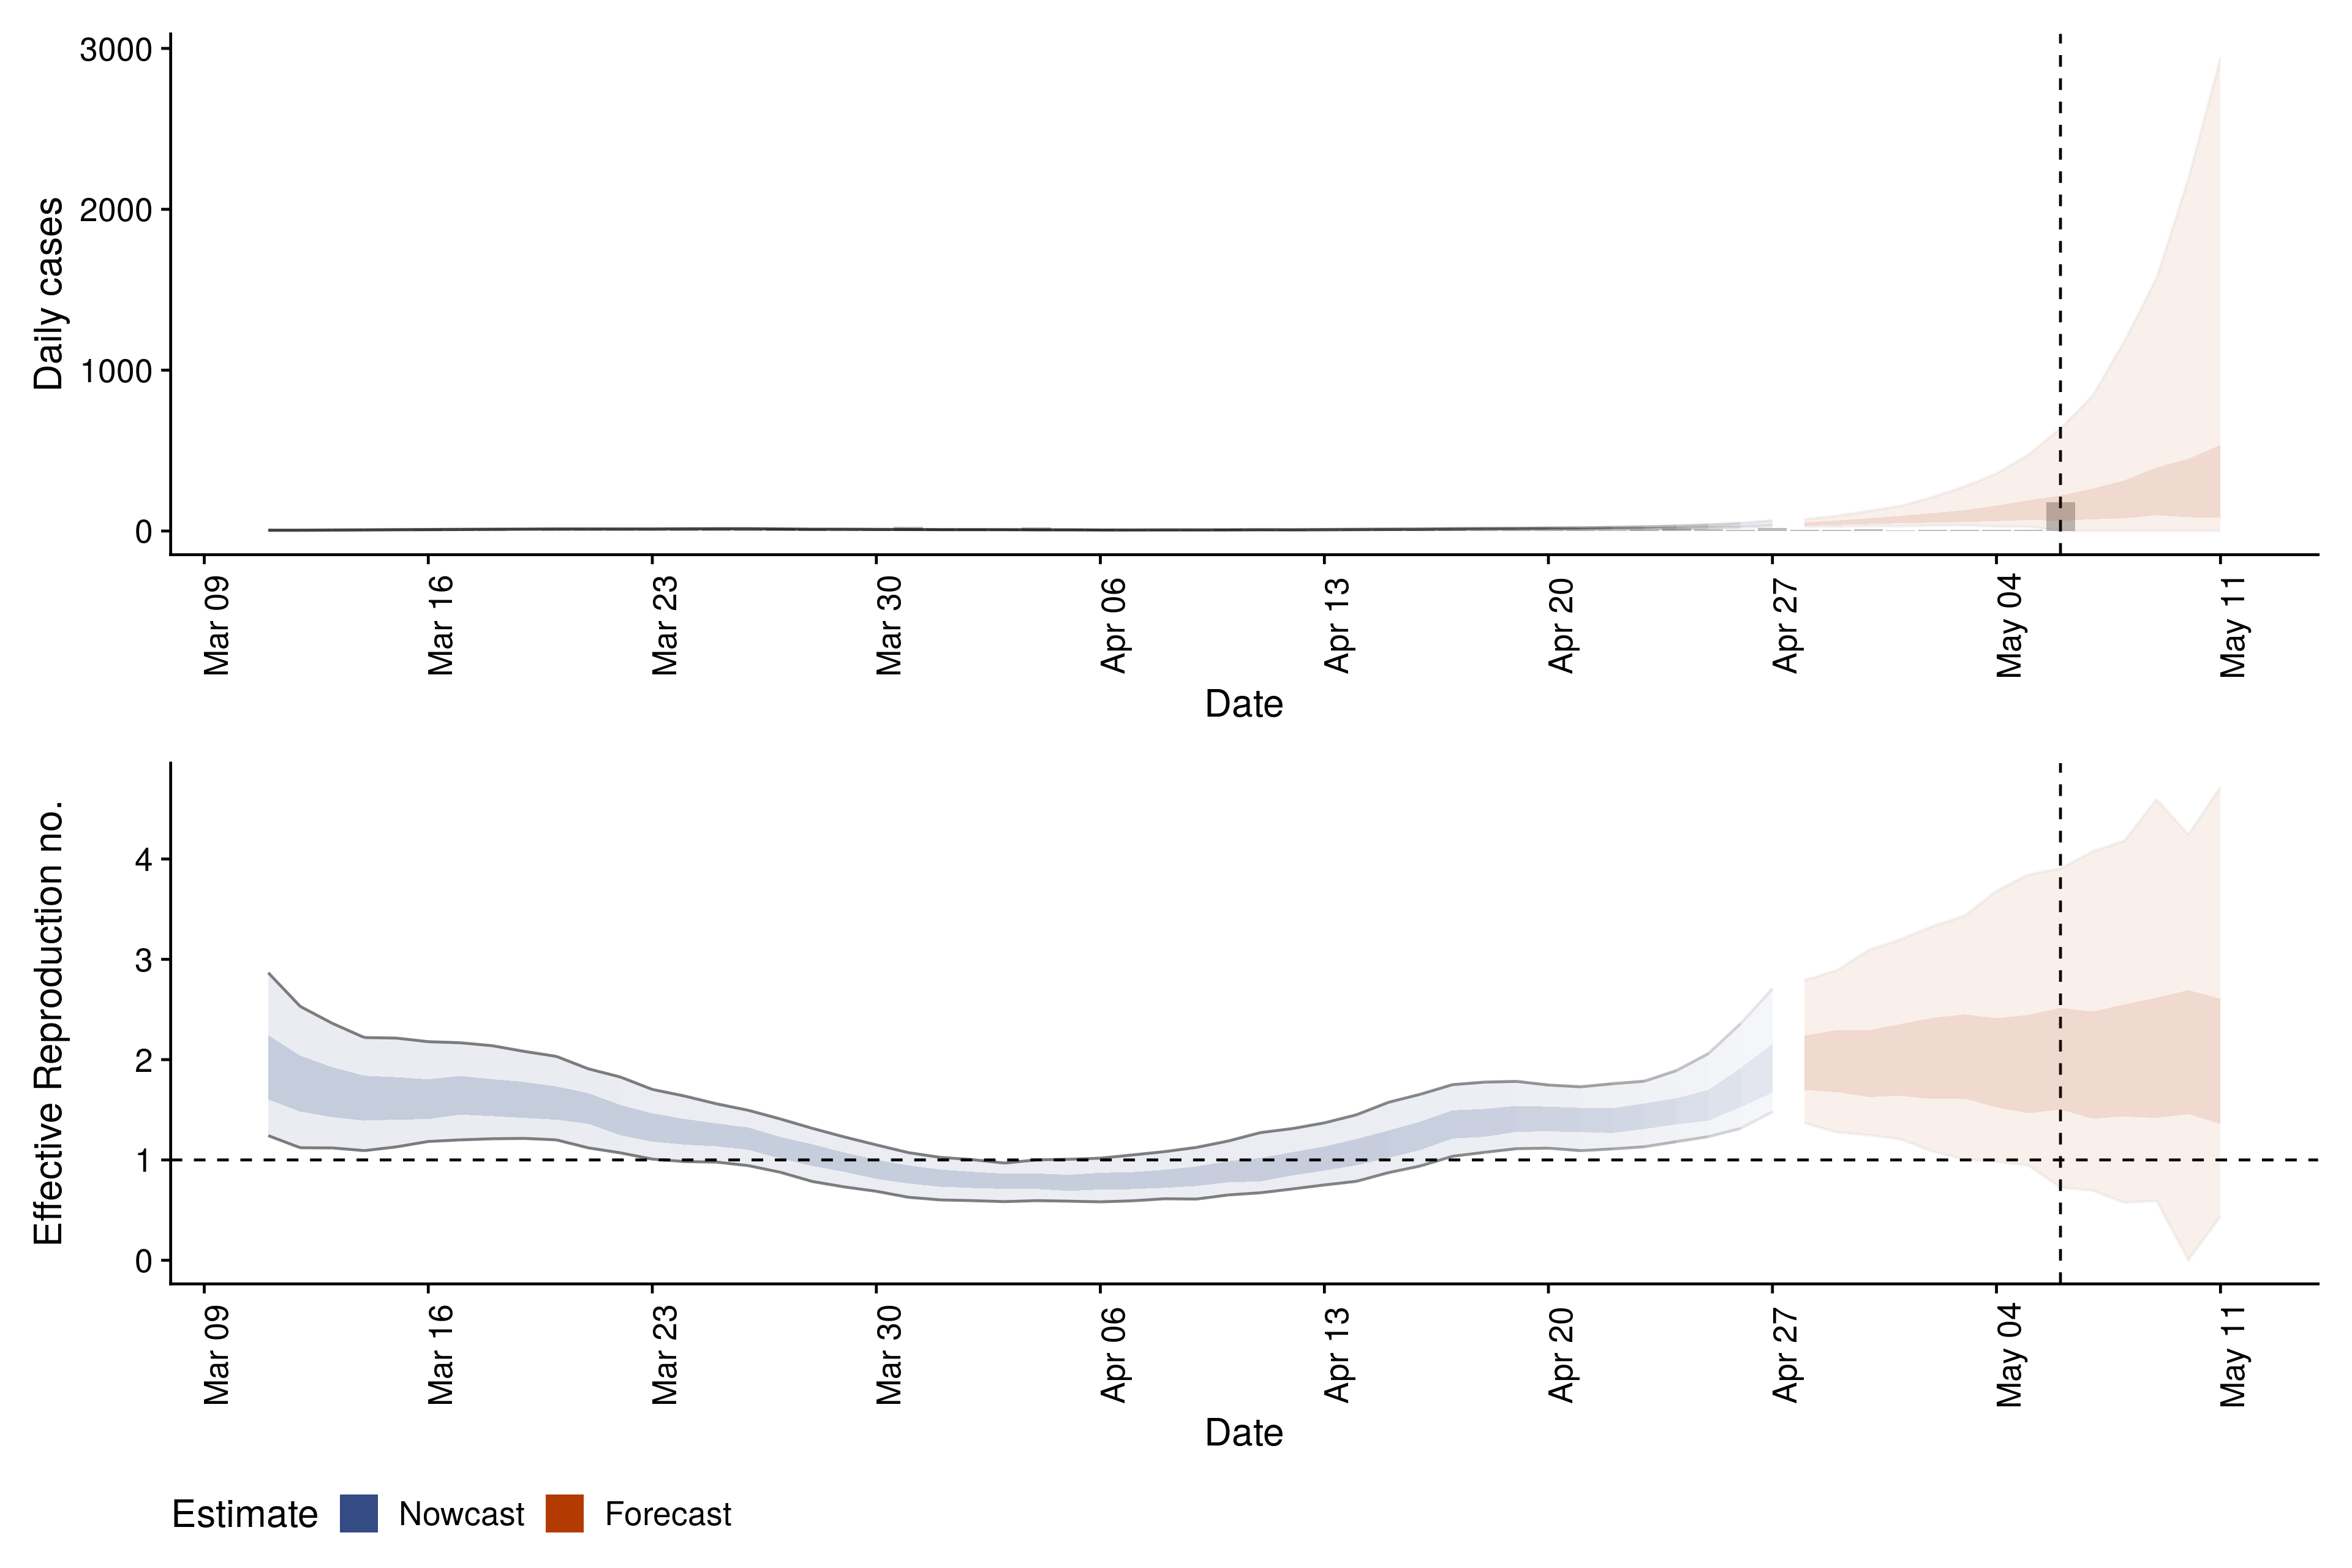 Daily cases
3000
2000
1000
0
Mar 09
Mar 16
Mar 23
Mar 30
Apr 06
Apr 13
Apr 20
Apr 27
May 04
May 11
Date
Effective Reproduction no.
4
3
2
1
0
Mar 09
Mar 16
Mar 23
Mar 30
Apr 06
Apr 13
Apr 20
Apr 27
May 04
May 11
Date
Estimate Nowcast Forecast